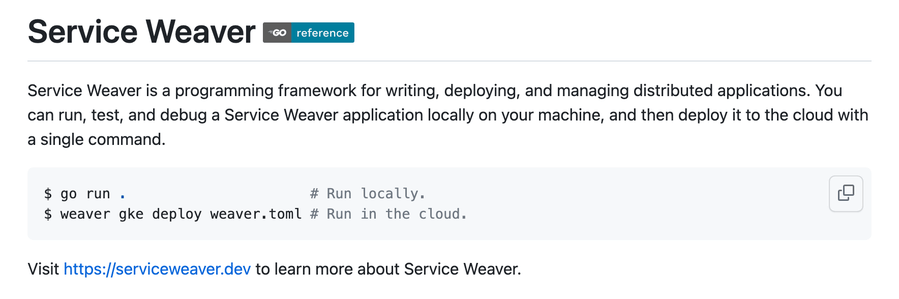 Service Weaver GO reference
Service Weaver is a programming framework for writing, deploying, and managing distributed applications. You
can run, test, and debug a Service Weaver application locally on your machine, and then deploy it to the cloud with
a single command.
$ go run .                       # Run locally.
$ weaver gke deploy weaver.toml # Run in the cloud.
Visit https://serviceweaver.dev to learn more about Service Weaver.